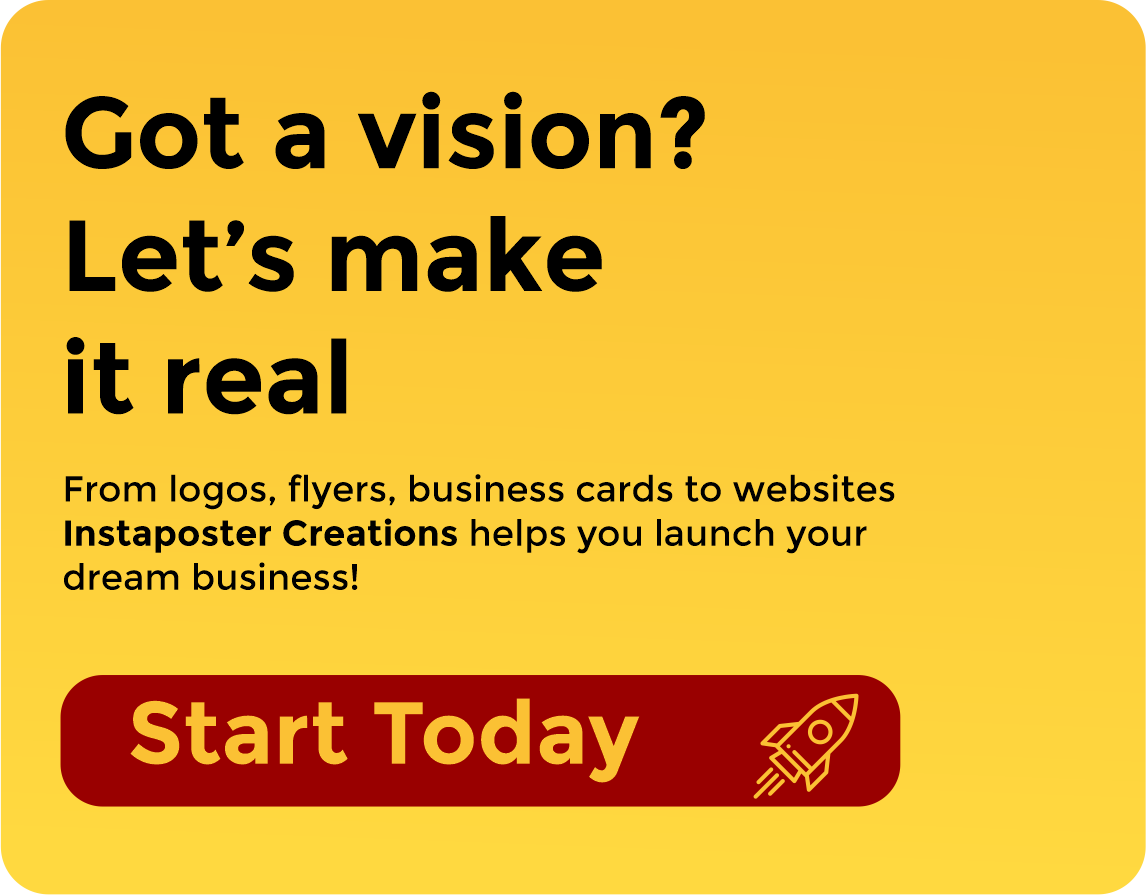 Got a vision?
Let’s make
it real
From logos, flyers, business cards to websites
Instaposter Creations helps you launch your
dream business!
Start Today